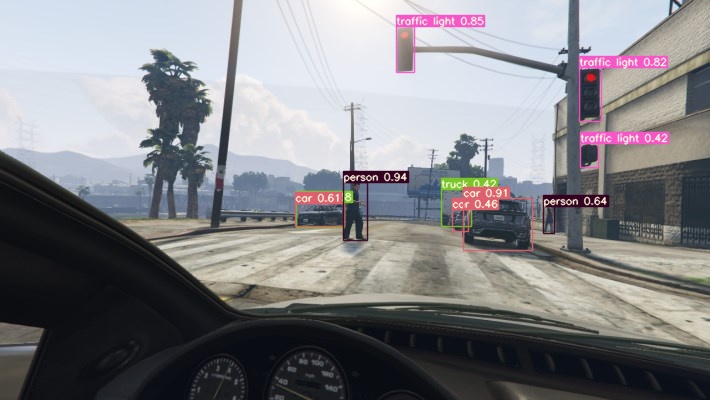 traffic light 0.85
traffic light 0.82
traffic light 0.42
person 0.94
truck 0.42
car 0.61
8
car 0.91
car 0.46
person 0.64